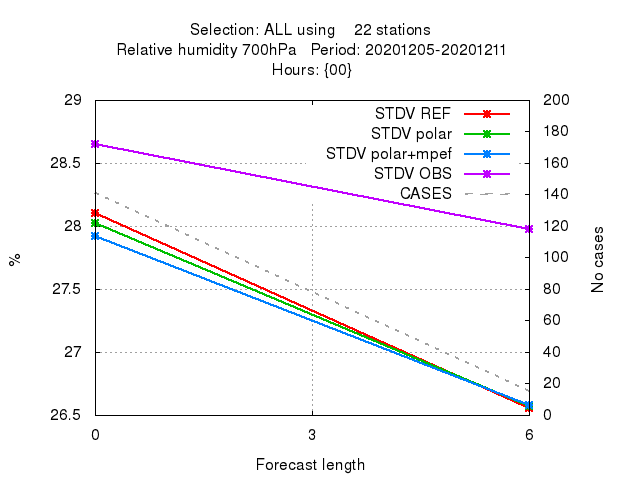 Selection: ALL using 22 stations
Relative humidity 700hPa Period: 20201205-20201211
Hours: {00}
29
28.5
28
27.5
27
26.5
%
200
180
160
140
120
100
80
60
40
20
0
No cases
STDV REF
STDV polar
STDV polar+mpef
STDV OBS
CASES
0
3
6
Forecast length